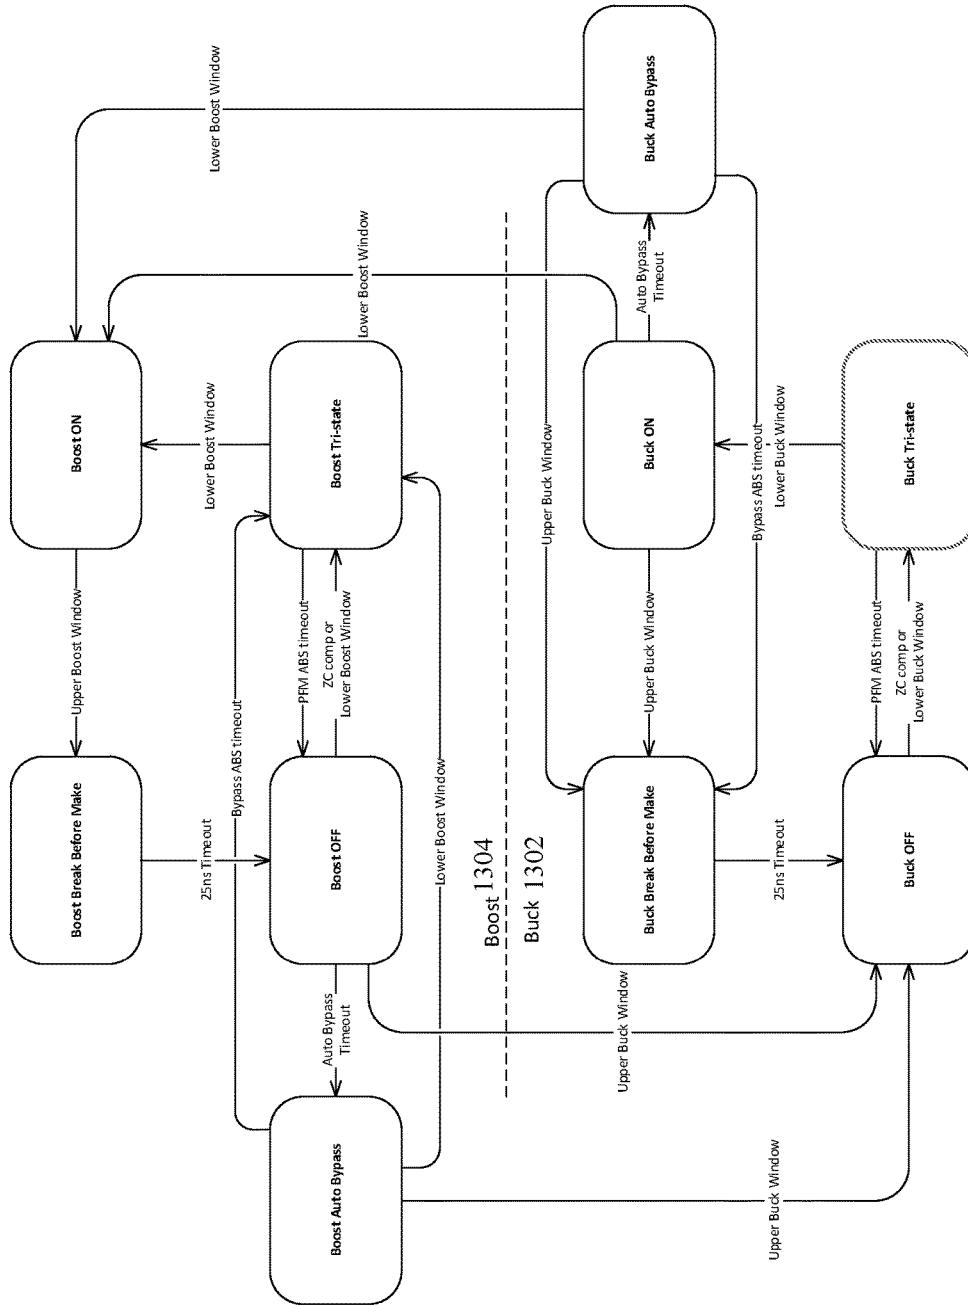 Boost Break Before Make
Upper Boost Window
Boost ON
Lower Boost Window
25ns Timeout
Bypass ABS timeout
Lower Boost Window
Boost Auto Bypass
Auto Bypass
Timeout
Boost OFF
PFM ABS timeout
ZC comp or
Lower Boost Window
Boost Tri-state
Lower Boost Window
Lower Boost Window
Boost 1304
Buck 1302
Upper Buck Window
Upper Buck Window
Buck Break Before Make
Upper Buck Window
Buck ON
Auto Bypass
Timeout
Buck Auto Bypass
Bypass ABS timeout
Lower Buck Window
25ns Timeout
Upper Buck Window
Buck OFF
PFM ABS timeout
ZC comp or
Lower Buck Window
Buck Tri-state